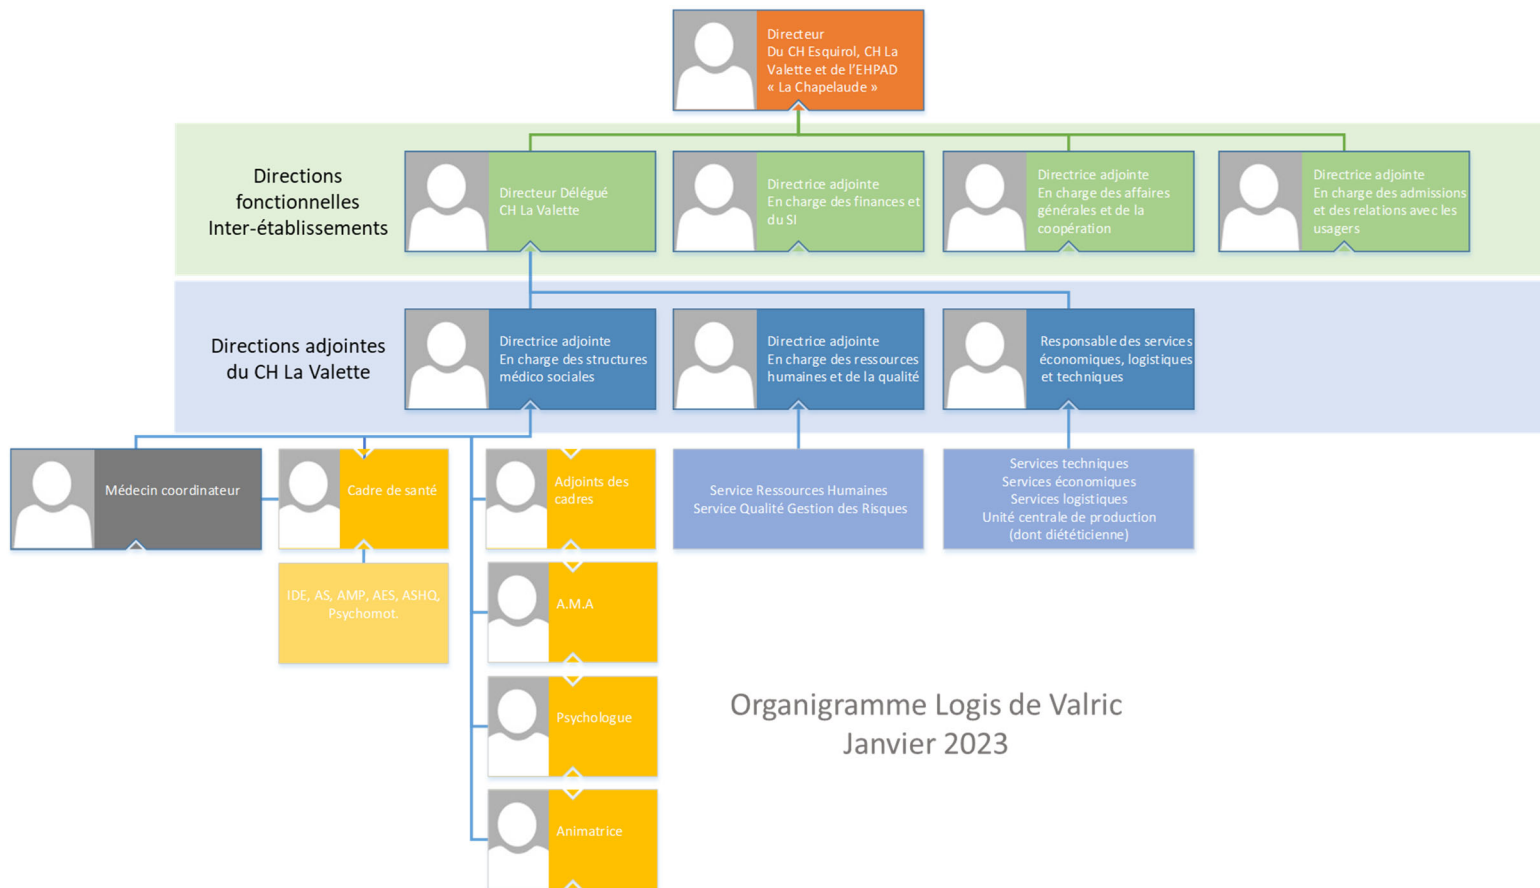 Directeur
Du CH Esquirol, CH La
Valette et de l'EHPAD
« La Chapelaude »
Directions
fonctionnelles
Inter-établissements
Directeur Délégué
CH La Valette
Directrice adjointe
En charge des finances et
du SI
Directrice adjointe
En charge des affaires
générales et de la
coopération
Directrice adjointe
En charge des admissions
et des relations avec les
usagers
Directions adjointes
du CH La Valette
Directrice adjointe
En charge des structures
médico sociales
Directrice adjointe
En charge des ressources
humaines et de la qualité
Responsable des services
économiques, logistiques
et techniques
Médecin coordinateur
Cadre de santé
Adjoints des
cadres
Service Ressources Humaines
Service Qualité Gestion des Risques
Services techniques
Services économiques
Services logistiques
Unité centrale de production
(dont diététicienne)
IDE, AS, AMP, AES, ASHQ,
Psychomot.
A.M.A
Psychologue
Animatrice
Organigramme Logis de Valric
Janvier 2023